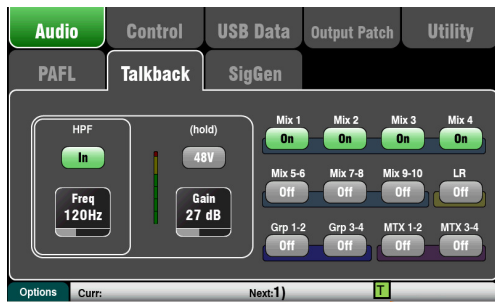 Audio Control USB Data Output Patch Utility
PAFL Talkback SigGen
HPF (hold)
In 48V
Freq
120Hz
Gain
27 dB
Mix 1 Mix 2 Mix 3 Mix 4
On On On On
Mix 5-6 Mix 7-8 Mix 9-10 LR
Off Off Off Off
Grp 1-2 Grp 3-4 MTX 1-2 MTX 3-4
Off Off Off Off
Options Curr: Next:1) T